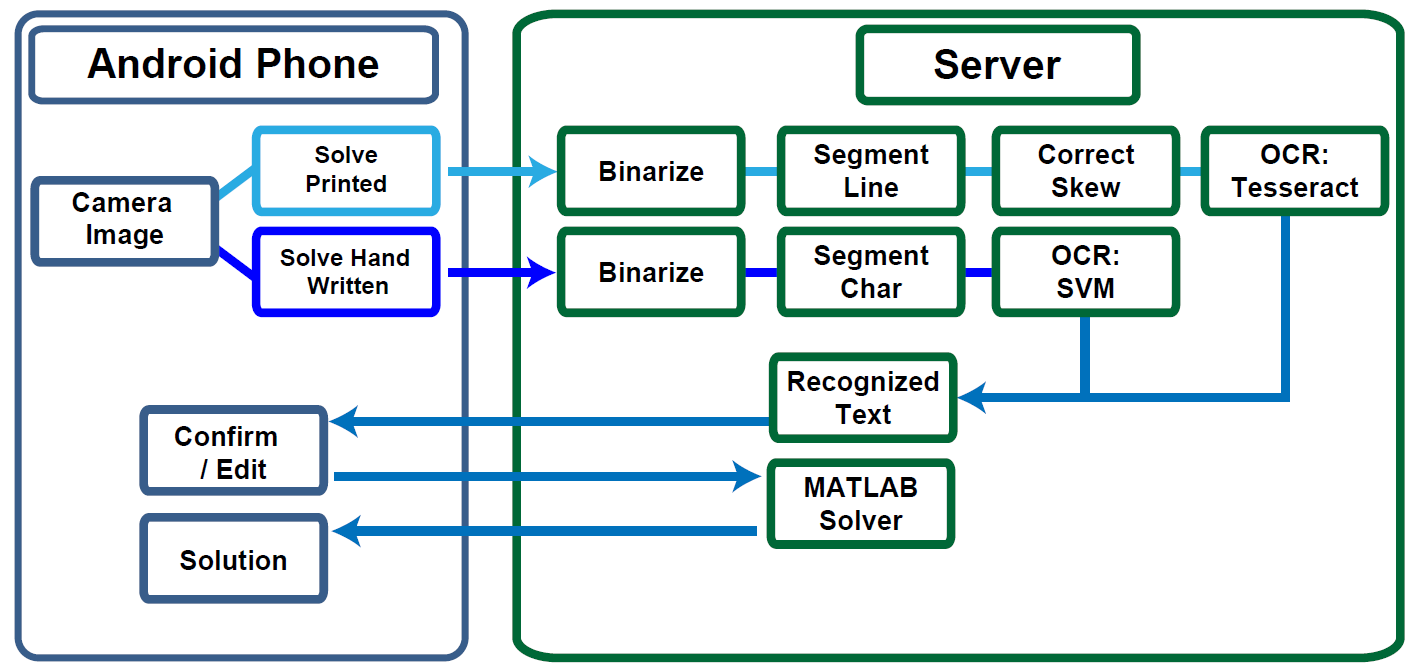 Android Phone
Server
Camera
Image
Solve
Printed
Solve Hand
Written
Binarize
Segment
Line
Correct
Skew
OCR:
Tesseract
Binarize
Segment
Char
OCR:
SVM
Recognized
Text
Confirm
/ Edit
MATLAB
Solver
Solution